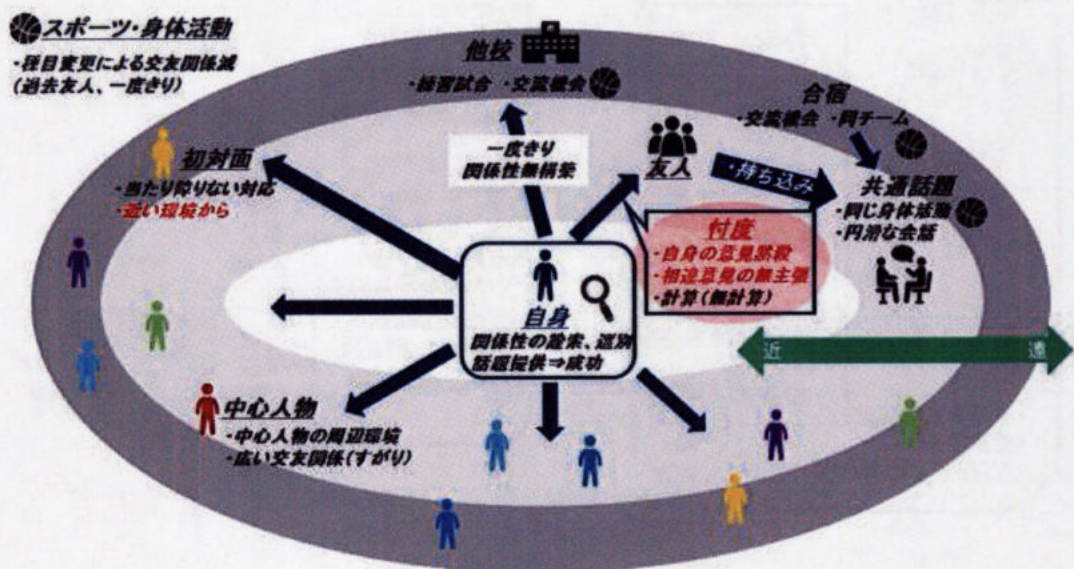 スポーツ・身体活動
・種目変更による交友関係減
(過去友人、一度きり)
他校
・練習試合 ・交流機会
合宿
・交流機会 ・同チーム
初対面
・当たり障りない対応
・近い環境から
一度きり
関係性無構築
友人
・持ち込み
共通話題
・同じ身体活動
・円滑な会話
忖度
・自身の意見
・相違意見の無主張
・計算(無計算)
自身
関係性の 、選別
話題提供⇒成功
近 遠
中心人物
・中心人物の周辺環境
・広い交友関係(すがり)